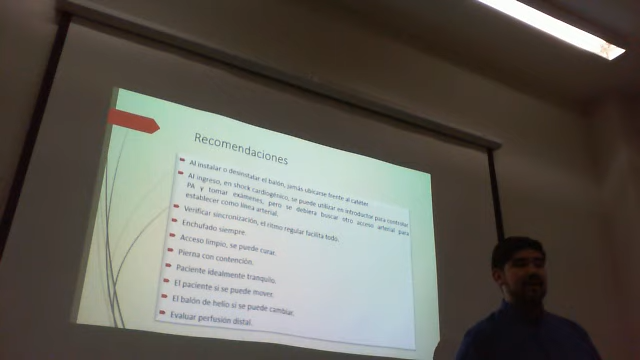 Recomendaciones
Al instalar o desinstalar el balón, jamás ubicarse frente al catéter.
Al ingreso, en shock cardiogénico, se puede utilizar en introductor para controlar
PA y tomar exámenes, pero se debiera buscar otro acceso arterial para
establecer como línea arterial.
Verificar sincronización, el ritmo regular facilita todo.
Enchufado siempre.
Acceso limpio, se puede curar.
Pierna con contención.
Paciente idealmente tranquilo.
El paciente si se puede mover.
El balón de helio si se puede cambiar.
Evaluar perfusión distal.